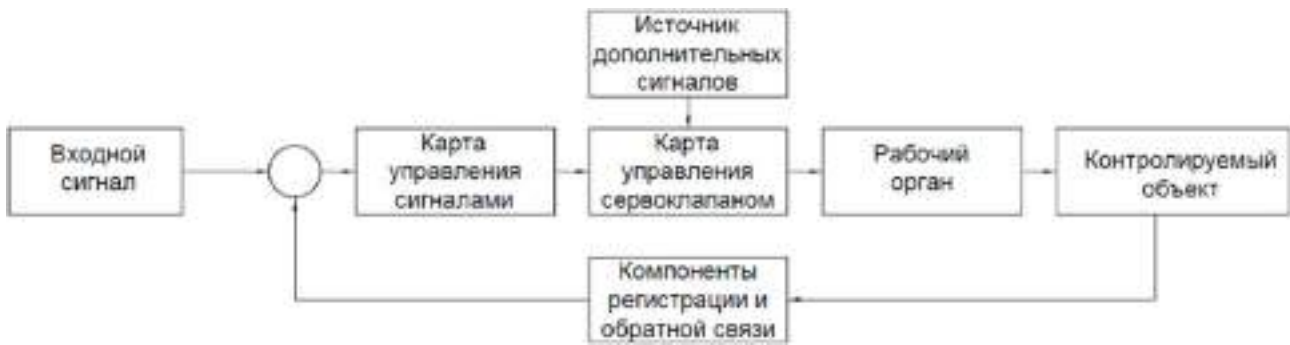 Источник
дополнительных
сигналов
Входной
сигнал
Карта
управления
сигналами
Карта
управления
сервоклапаном
Рабочий
орган
Контролируемый
объект
Компоненты
регистрации и
обратной связи